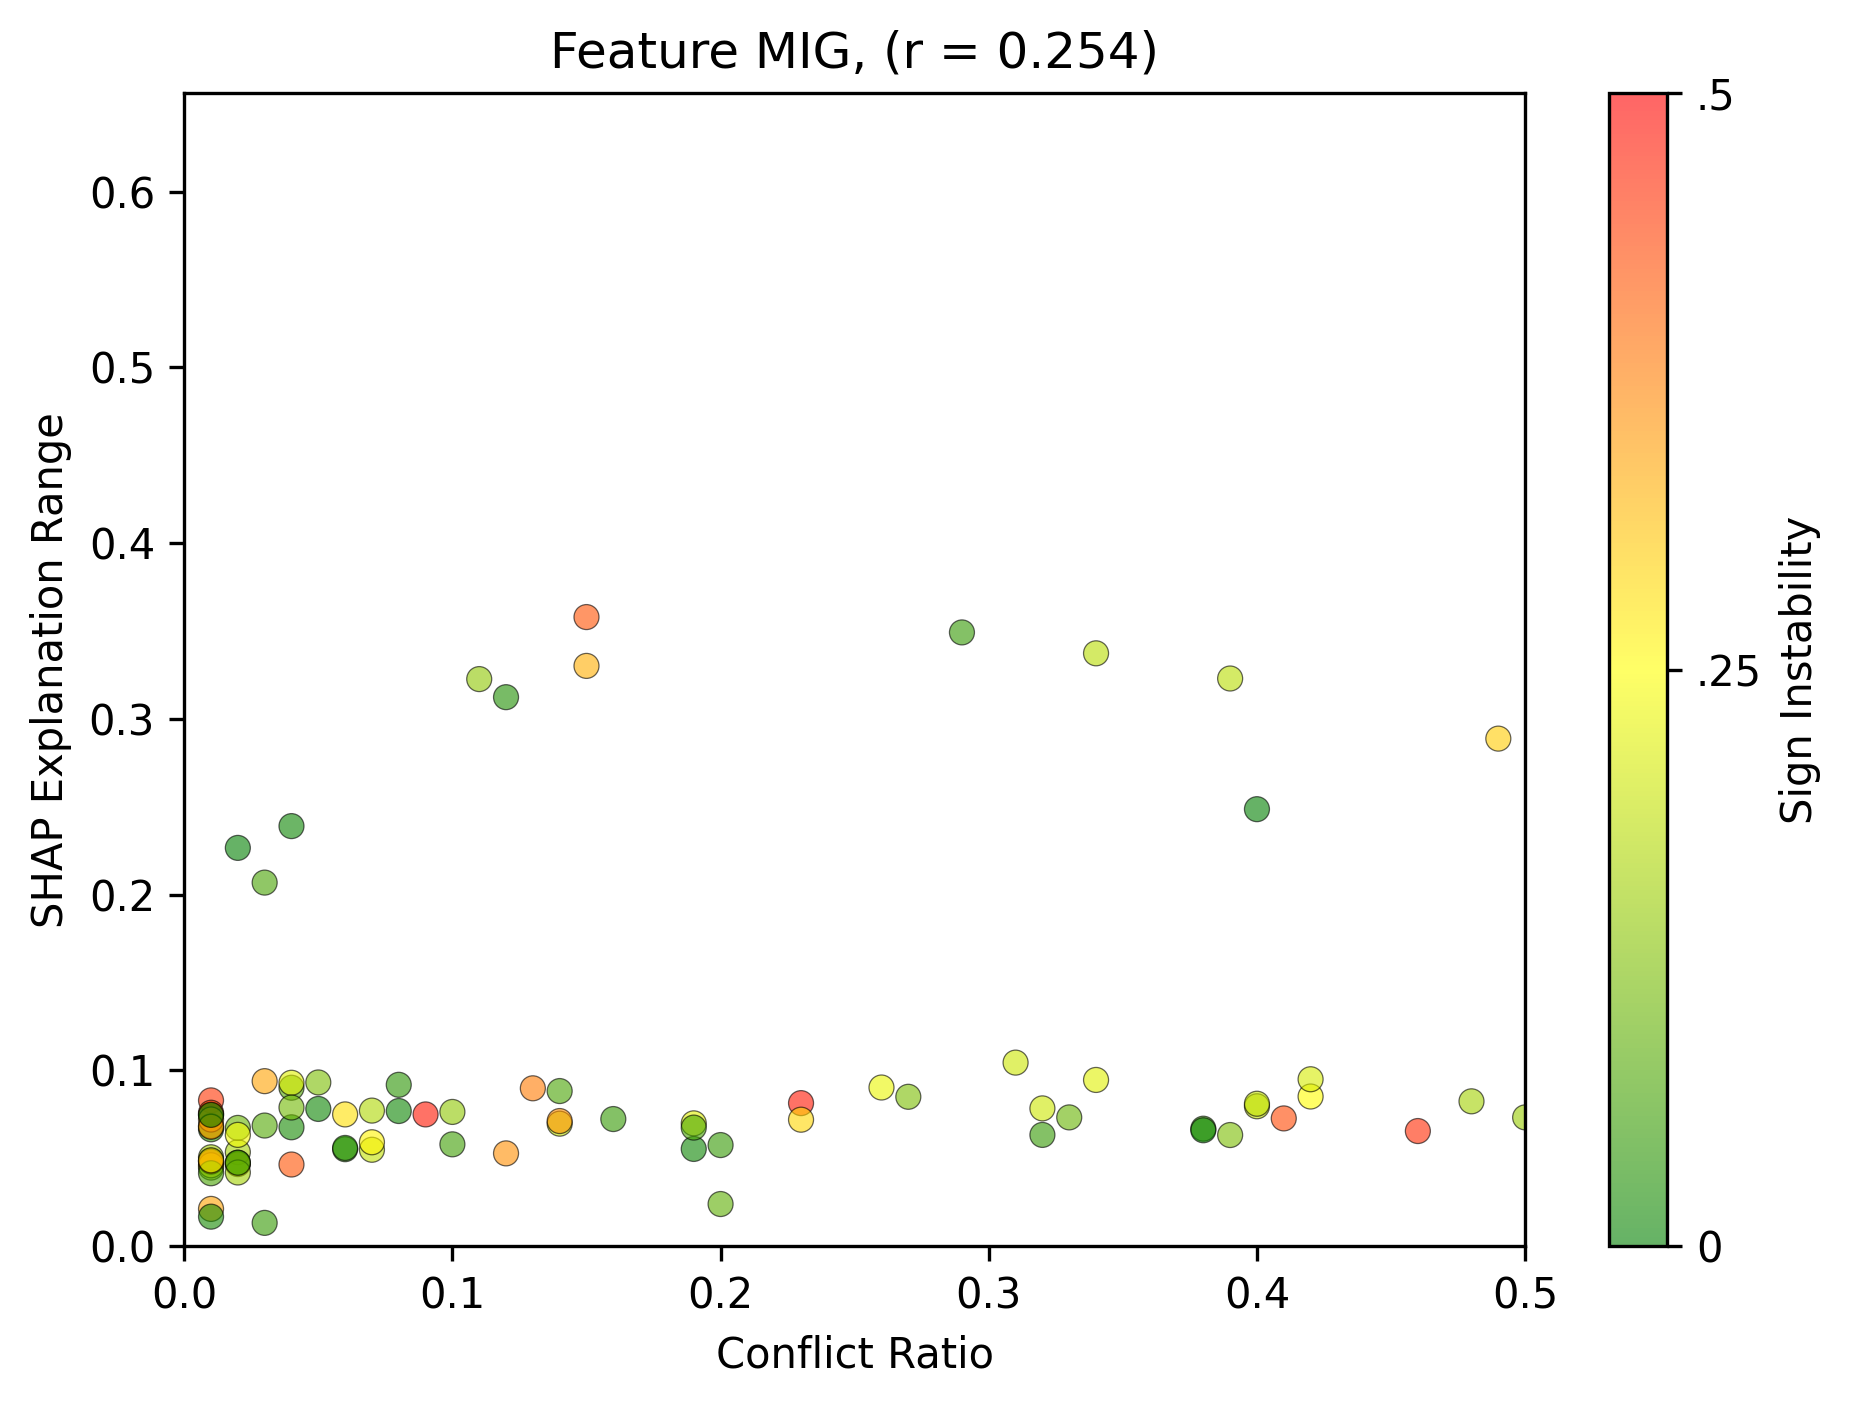 Feature MIG, (r = 0.254)
0.6
0.5
0.4
0.3
0.2
0.1
0.0
SHAP Explanation Range
0.0 0.1 0.2 0.3 0.4 0.5
Conflict Ratio
.5
.25
0
Sign Instability